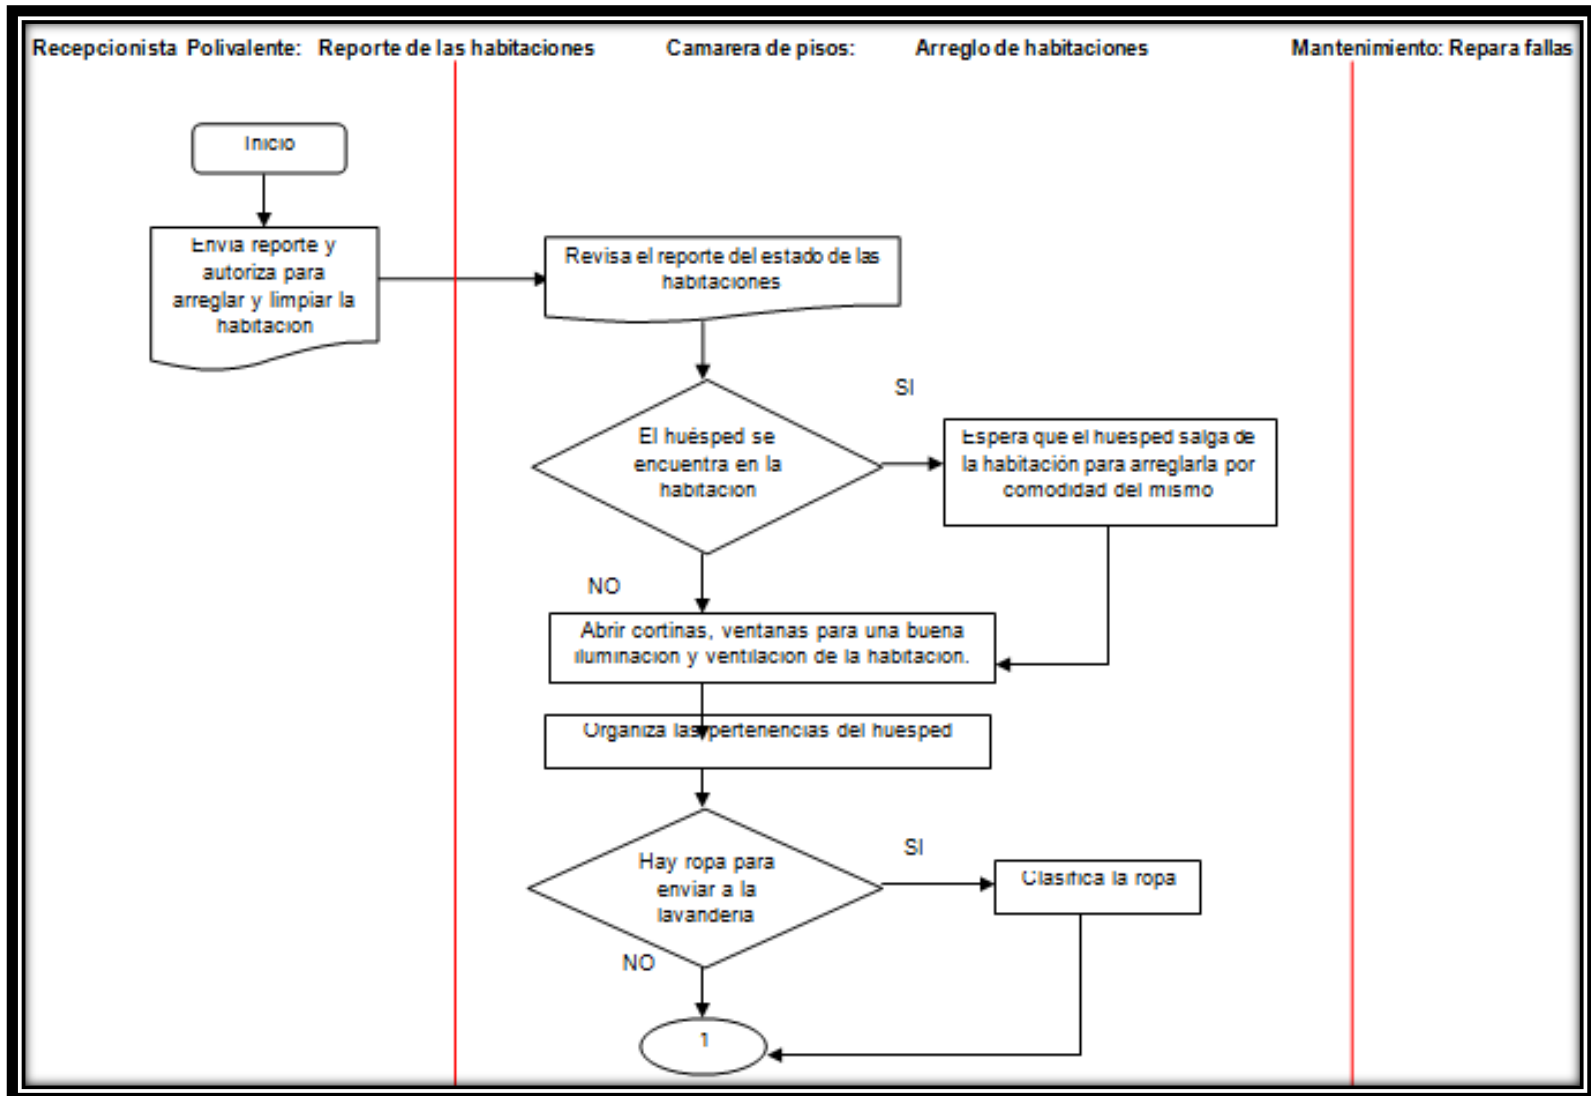 Recepcionista Polivalente: Reporte de las habitaciones Camarera de pisos: Arreglo de habitaciones Mantenimiento: Repara fallas
Inicio
Envia reporte y
autoriza para
arreglar y limpiar la
habitacion
Revisa el reporte del estado de las
habitaciones
El huésped se
encuentra en la
habitacion
SI
Espera que el huesped salga de
la habitación para arreglarla por
comodidad del mismo
NO
Abrir cortinas, ventanas para una buena
iluminacion y ventilacion de la habitacion.
Organiza las pertenencias del huesped
Hay ropa para
enviar a la
lavanderia
SI
Clasifica la ropa
NO
1